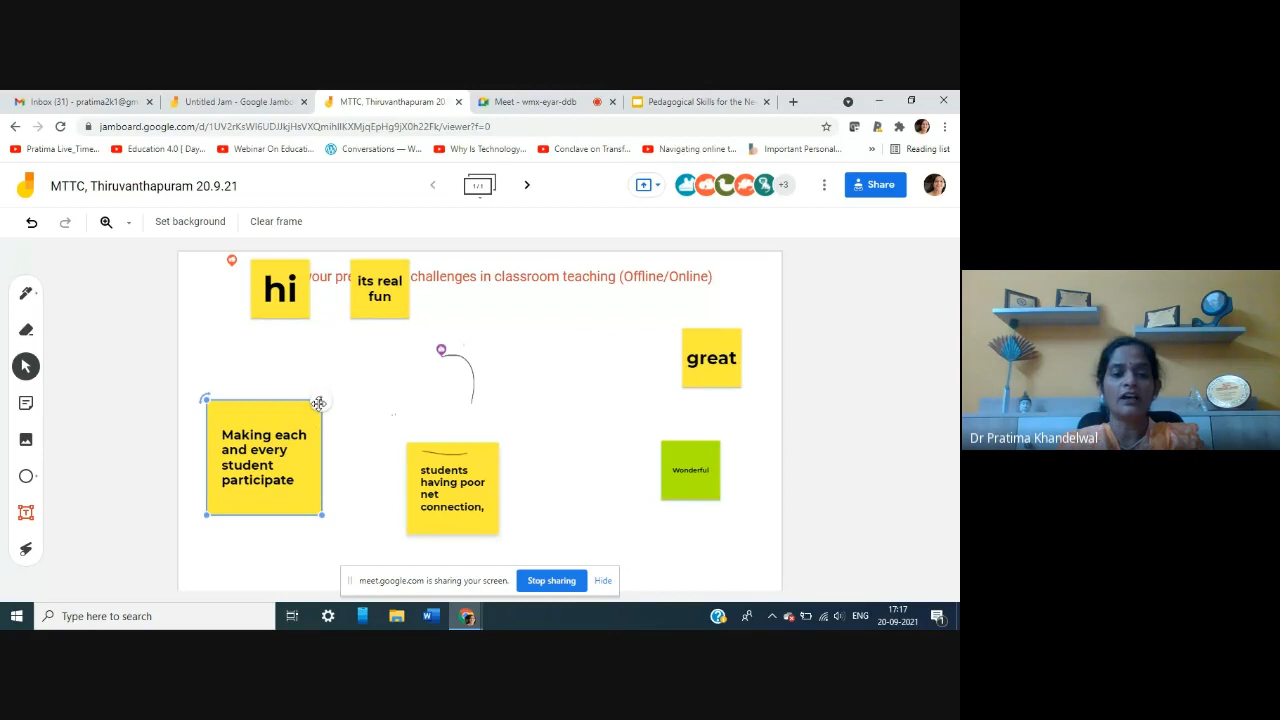 Inbox (31) - pratima2k1@gm
Untitled Jam - Google Jambo
MTTC, Thiruvanthapuram 20
Meet - wmx-eyar-ddb
Pedagogical Skills for the Ne
jamboard.google.com/d/1UV2rKsWl6UDJJkjHsVXQmihlIKXMjqEpHg9jX0h22Fk/viewer?f=0
Pratima Live_Time...
Education 4.0 [ Day...
Webinar On Educati...
Conversations — W...
Why Is Technology...
Conclave on Transf...
Navigating online t...
Important Personal...
»
Reading list
MTTC, Thiruvanthapuram 20.9.21
1/1
+3
Share
Set background
Clear frame
your pre challenges in classroom teaching (Offline/Online)
hi
its real
fun
great
Making each
and every
student
participate
students
having poor
net
connection,
Wonderful
Dr Pratima Khandelwal
meet.google.com is sharing your screen.
Stop sharing
Hide
Type here to search
ENG
17:17
20-09-2021
1